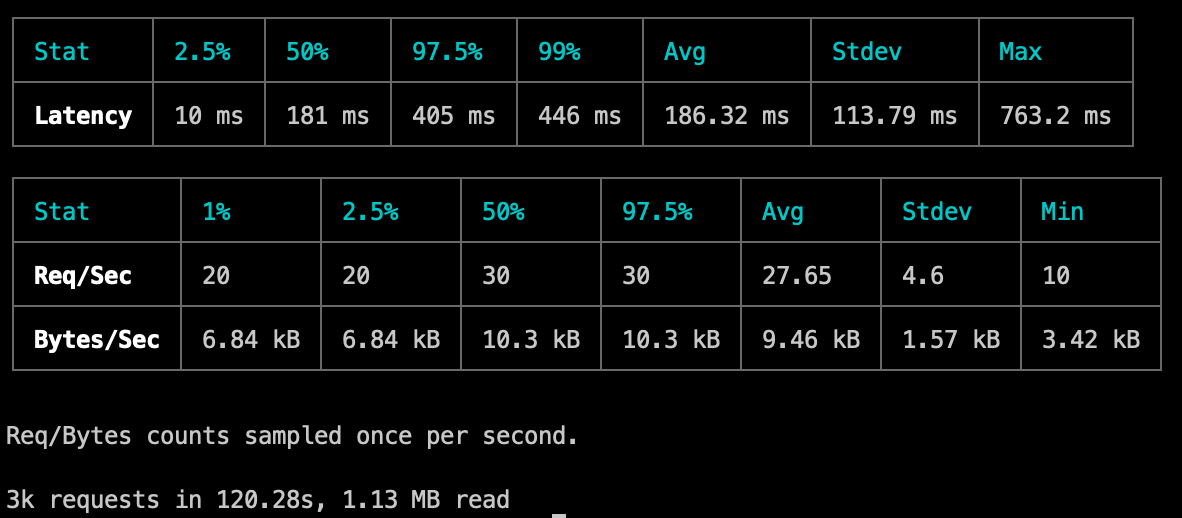 Stat 2.5% 50% 97.5% 99% Avg Stdev Max
Latency 10 ms 181 ms 405 ms 446 ms 186.32 ms 113.79 ms 763.2 ms
Stat 1% 2.5% 50% 97.5% Avg Stdev Min
Req/Sec 20 20 30 30 27.65 4.6 10
Bytes/Sec 6.84 kB 6.84 kB 10.3 kB 10.3 kB 9.46 kB 1.57 kB 3.42 kB
Req/Bytes counts sampled once per second.
3k requests in 120.28s, 1.13 MB read